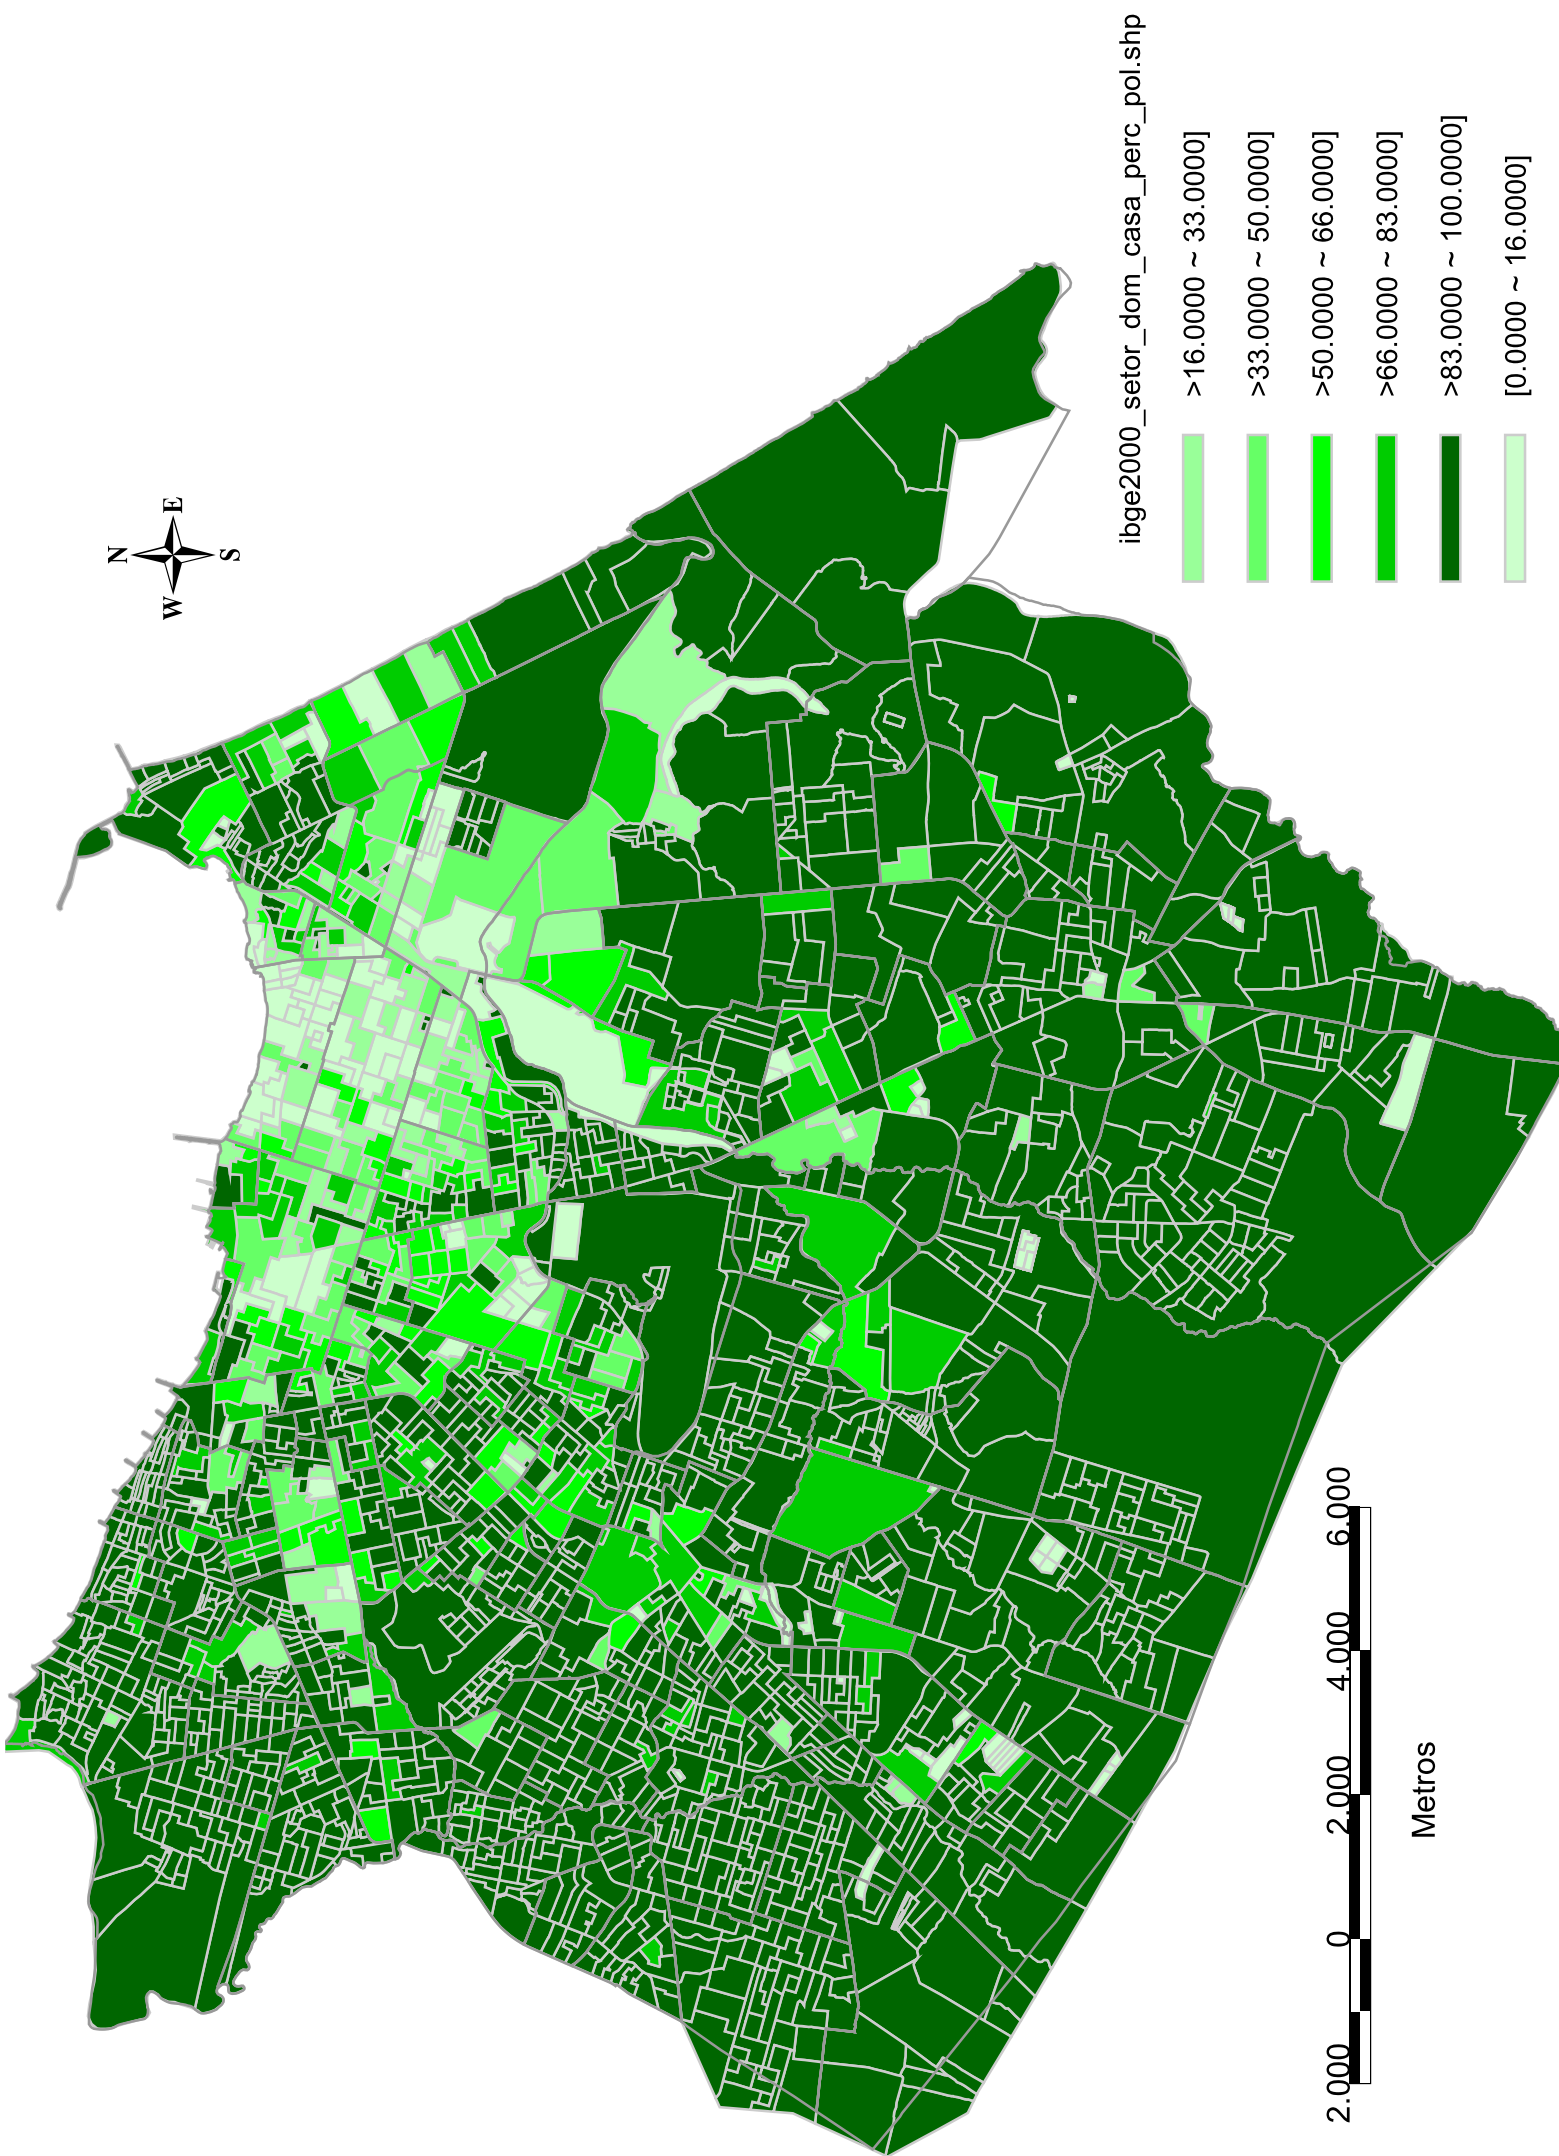 N
W E
S
ibge2000_setor_dom_casa_perc_pol.shp
>16.0000 ~ 33.0000]
>33.0000 ~ 50.0000]
>50.0000 ~ 66.0000]
>66.0000 ~ 83.0000]
>83.0000 ~ 100.0000]
[0.0000 ~ 16.0000]
2.000 0 2.000 4.000 6.000
Metros